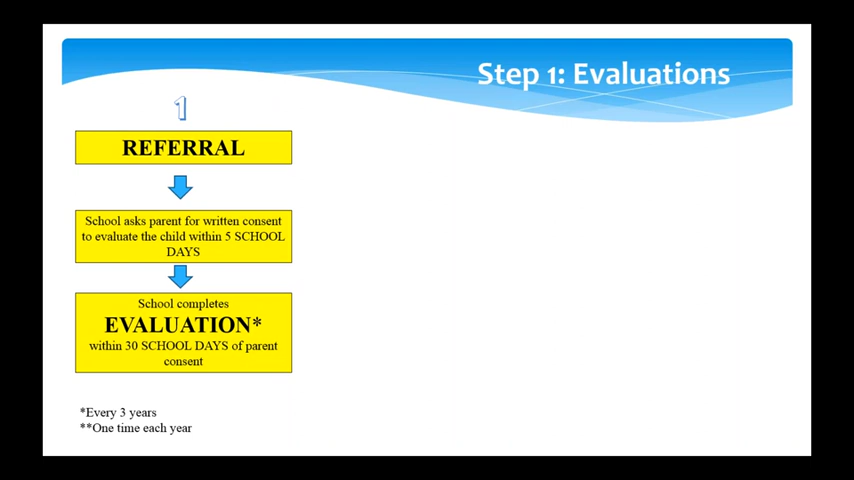 Step 1: Evaluations
1
REFERRAL
School asks parent for written consent
to evaluate the child within 5 SCHOOL
DAYS
School completes
EVALUATION*
within 30 SCHOOL DAYS of parent
consent
*Every 3 years
**One time each year